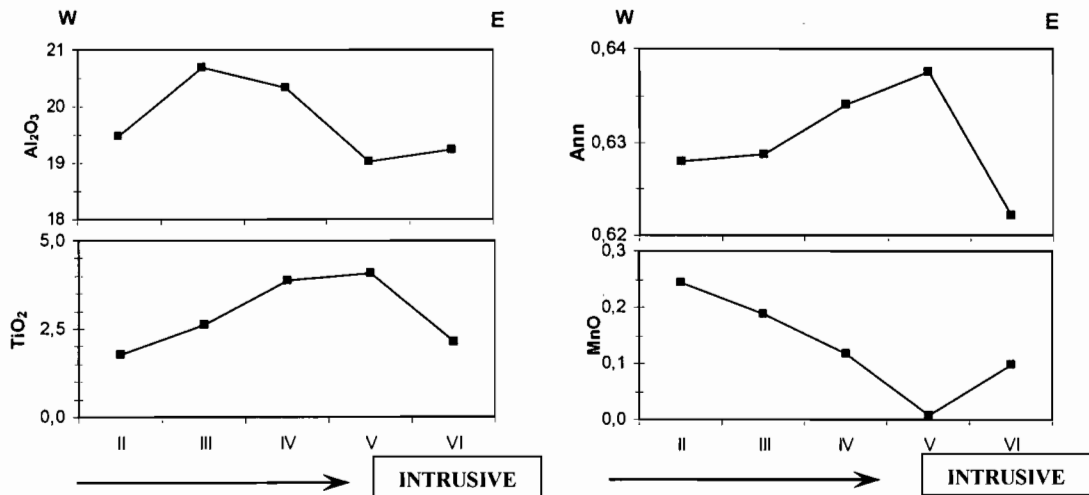 W E
21
20
19
18
Al₂O₃
5,0
2,5
0,0
TiO₂
II III IV V VI
INTRUSIVE
W E
0,64
0,63
0,62
Ann
0,3
0,2
0,1
0,0
MnO
II III IV V VI
INTRUSIVE